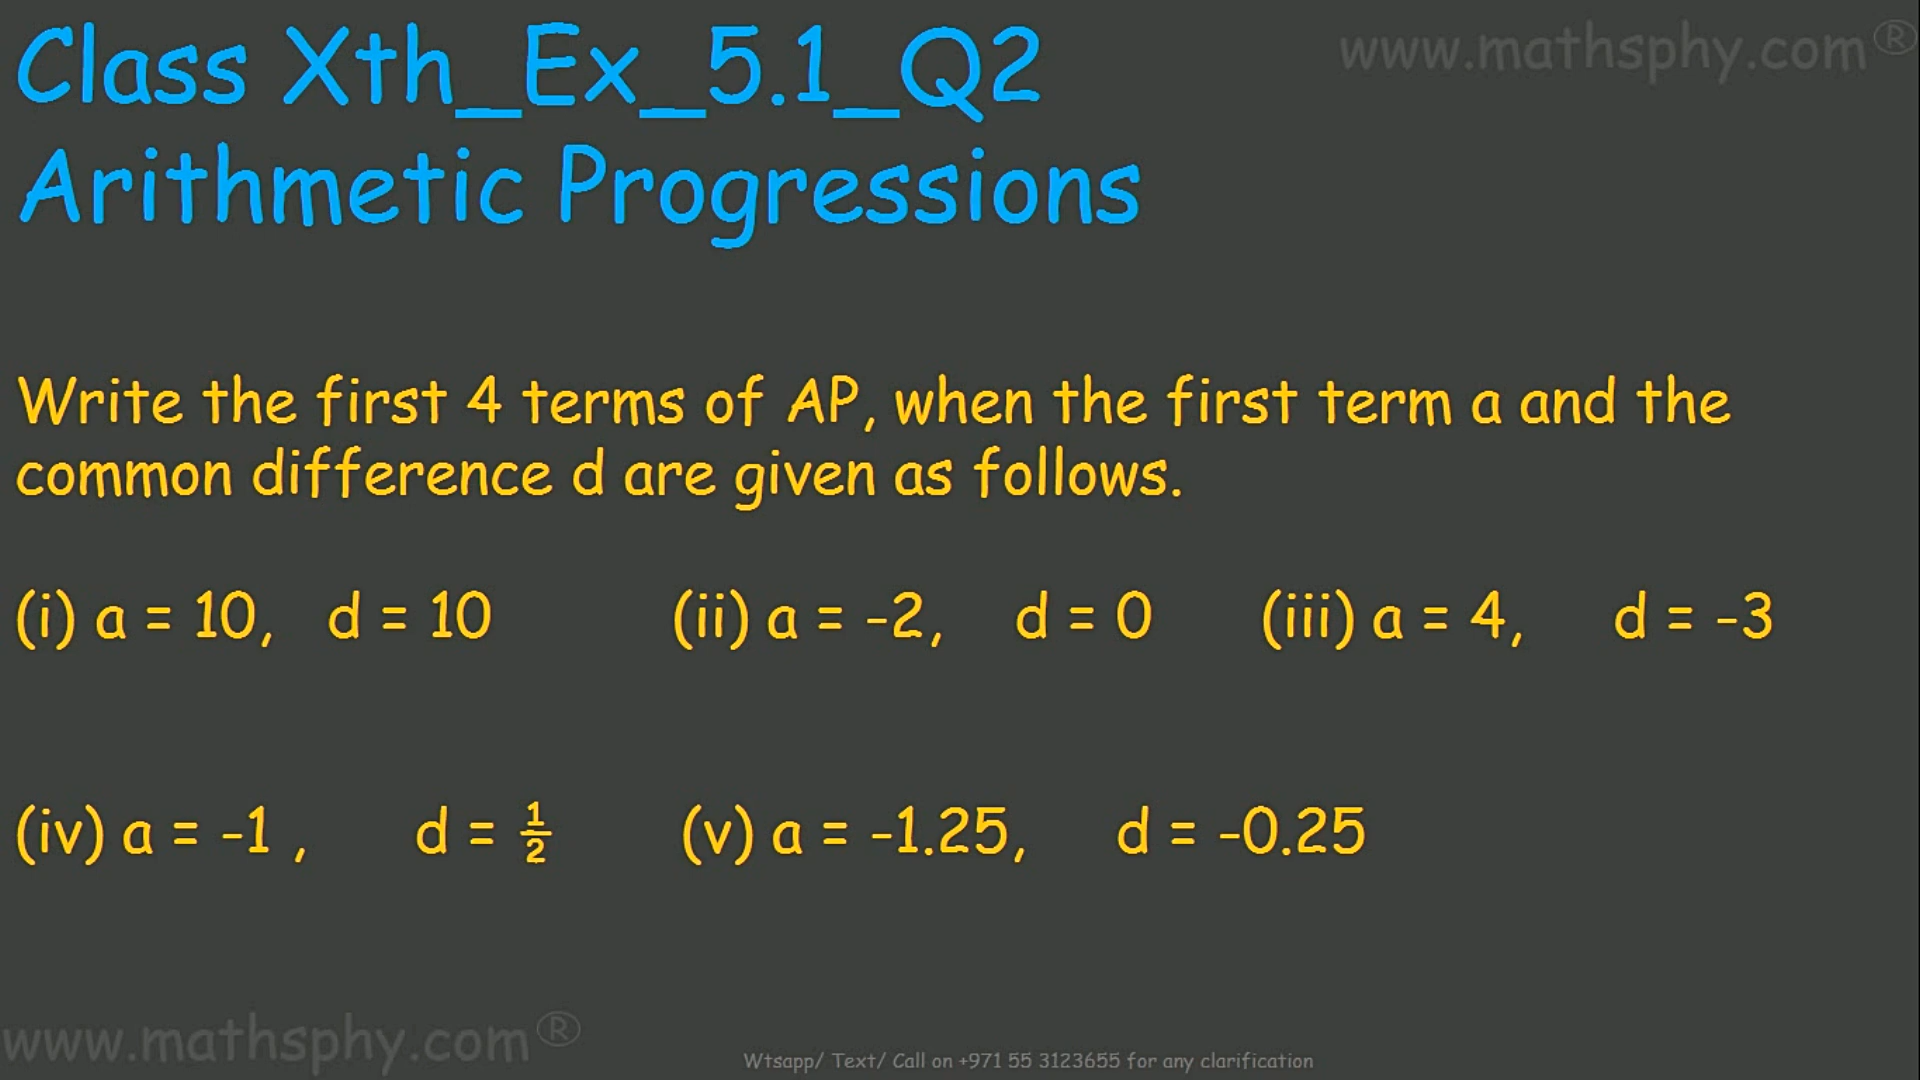 Class Xth_Ex_5.1_Q2
www.mathsphy.com®
Arithmetic Progressions
Write the first 4 terms of AP, when the first term a and the
common difference d are given as follows.
(i) a = 10, d = 10 (ii) a = -2, d = 0 (iii) a = 4, d = -3
(iv) a = -1 , d = ½ (v) a = -1.25, d = -0.25
www.mathsphy.com®
Wtsapp/ Text/ Call on +971 55 3123655 for any clarification